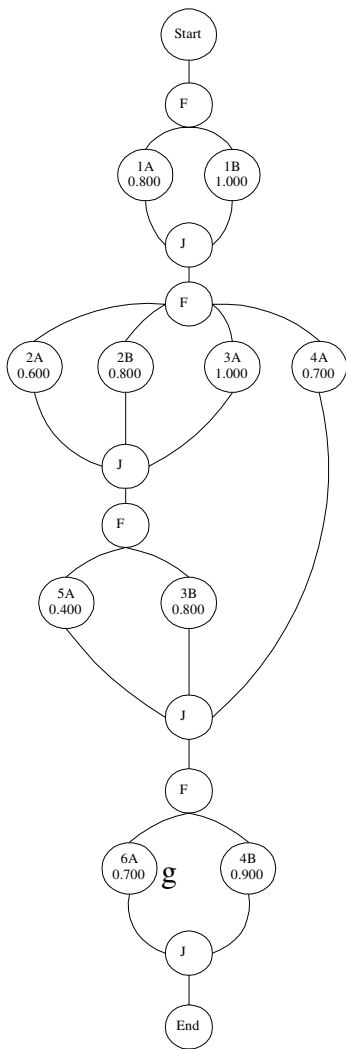 Start
F
1A
0.800
1B
1.000
J
F
2A
0.600
2B
0.800
3A
1.000
4A
0.700
J
F
5A
0.400
3B
0.800
J
F
6A
0.700
g
4B
0.900
J
End